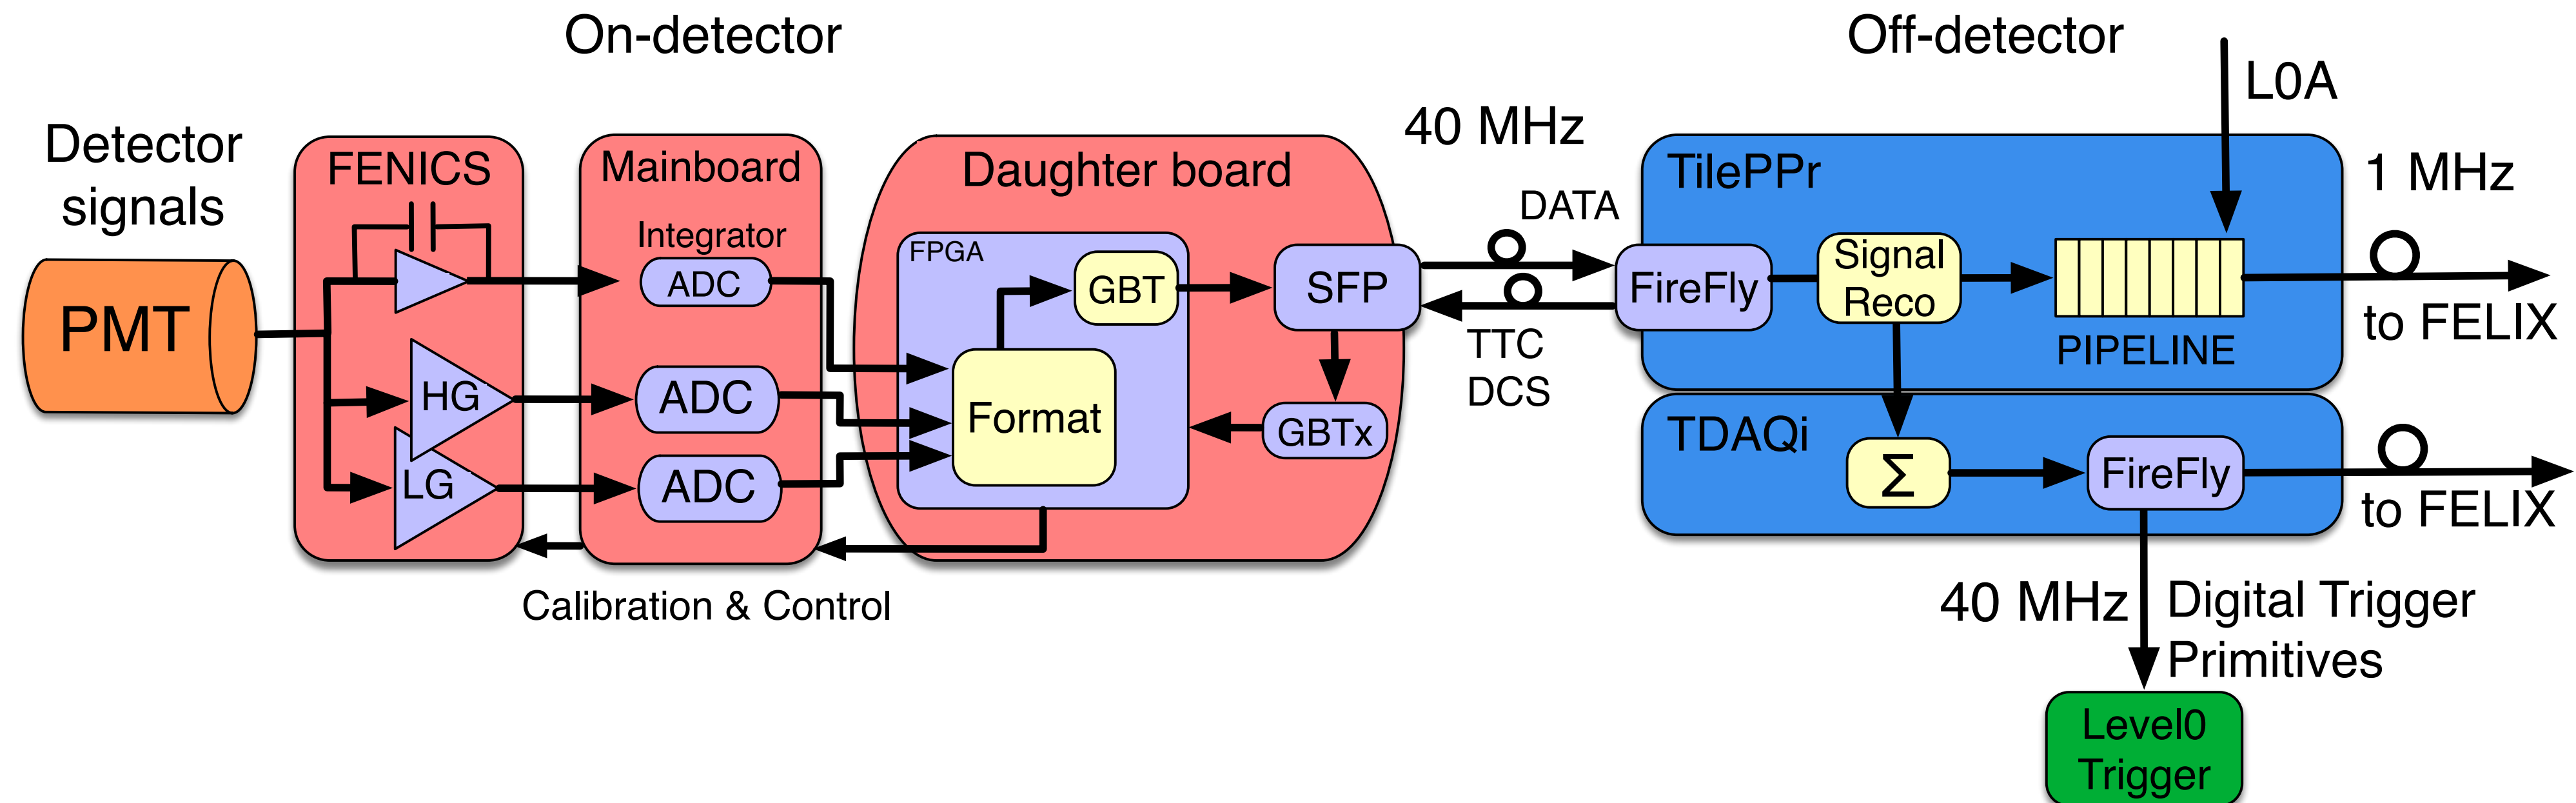 On-detector
Off-detector
Detector
signals
PMT
FENICS
HG
LG
Mainboard
Integrator
ADC
ADC
ADC
Calibration & Control
Daughter board
FPGA
GBT
Format
SFP
GBTx
40 MHz
DATA
TTC
DCS
L0A
TilePPr
FireFly
Signal
Reco
PIPELINE
1 MHz
to FELIX
TDAQi
Σ
FireFly
to FELIX
40 MHz
Digital Trigger
Primitives
Level0
Trigger